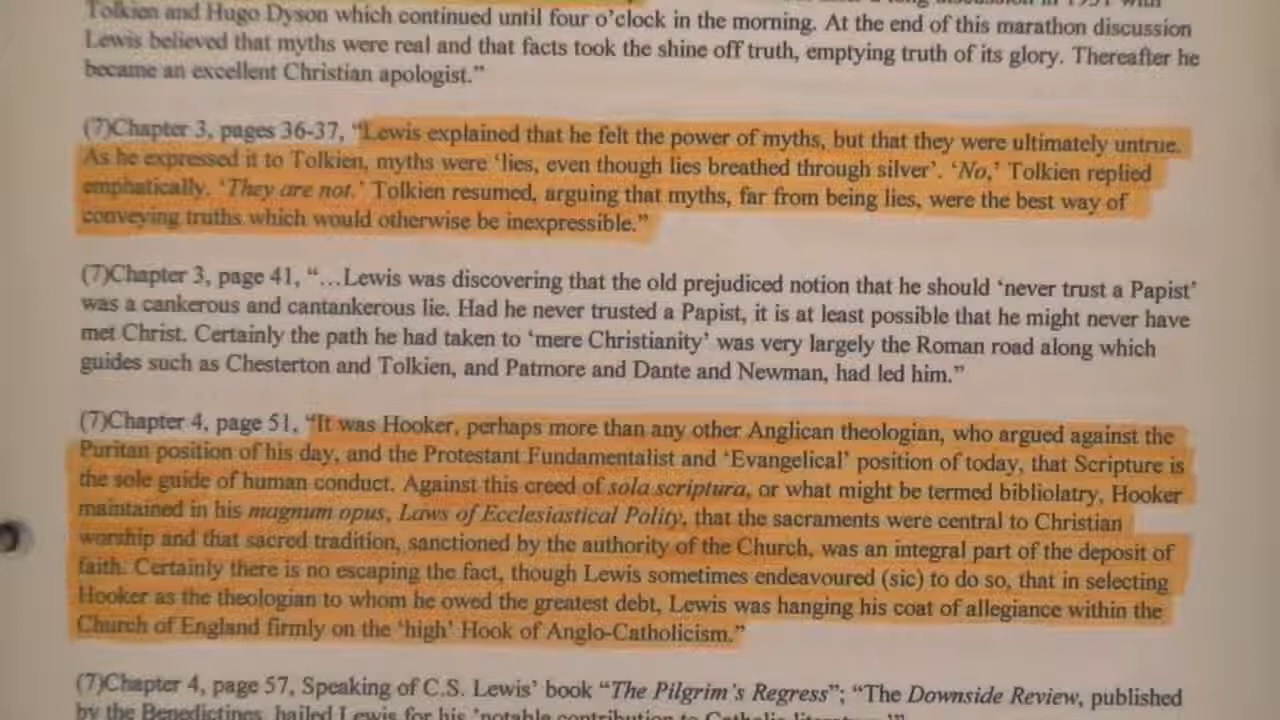 discussion in 1931 with
Tolkien and Hugo Dyson which continued until four o’clock in the morning. At the end of this marathon discussion
Lewis believed that myths were real and that facts took the shine off truth, emptying truth of its glory. Thereafter he
became an excellent Christian apologist.”
(7)Chapter 3, pages 36-37, “Lewis explained that he felt the power of myths, but that they were ultimately untrue.
As he expressed it to Tolkien, myths were ‘lies, even though lies breathed through silver’. ‘No,’ Tolkien replied
emphatically. ‘They are not.’ Tolkien resumed, arguing that myths, far from being lies, were the best way of
conveying truths which would otherwise be inexpressible.”
(7)Chapter 3, page 41, “…Lewis was discovering that the old prejudiced notion that he should ‘never trust a Papist’
was a cankerous and cantankerous lie. Had he never trusted a Papist, it is at least possible that he might never have
met Christ. Certainly the path he had taken to ‘mere Christianity’ was very largely the Roman road along which
guides such as Chesterton and Tolkien, and Patmore and Dante and Newman, had led him.”
(7)Chapter 4, page 51, “It was Hooker, perhaps more than any other Anglican theologian, who argued against the
Puritan position of his day, and the Protestant Fundamentalist and ‘Evangelical’ position of today, that Scripture is
the sole guide of human conduct. Against this creed of sola scriptura, or what might be termed bibliolatry, Hooker
maintained in his magnum opus, Laws of Ecclesiastical Polity, that the sacraments were central to Christian
worship and that sacred tradition, sanctioned by the authority of the Church, was an integral part of the deposit of
faith. Certainly there is no escaping the fact, though Lewis sometimes endeavoured (sic) to do so, that in selecting
Hooker as the theologian to whom he owed the greatest debt, Lewis was hanging his coat of allegiance within the
Church of England firmly on the ‘high’ Hook of Anglo-Catholicism.”
(7)Chapter 4, page 57, Speaking of C.S. Lewis’ book “The Pilgrim’s Regress”; “The Downside Review, published
by the Benedictines, hailed Lewis for his ‘notable contribution to Catholic literature.’”